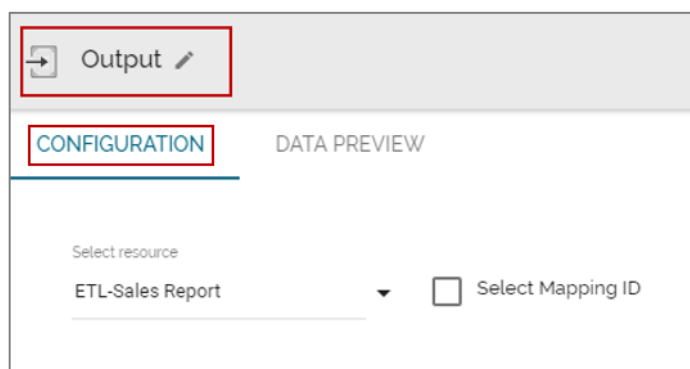 Output
CONFIGURATION DATA PREVIEW
Select resource
ETL-Sales Report Select Mapping ID